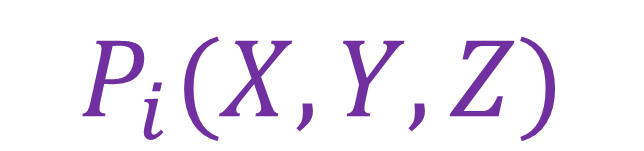 Pᵢ(X, Y, Z)